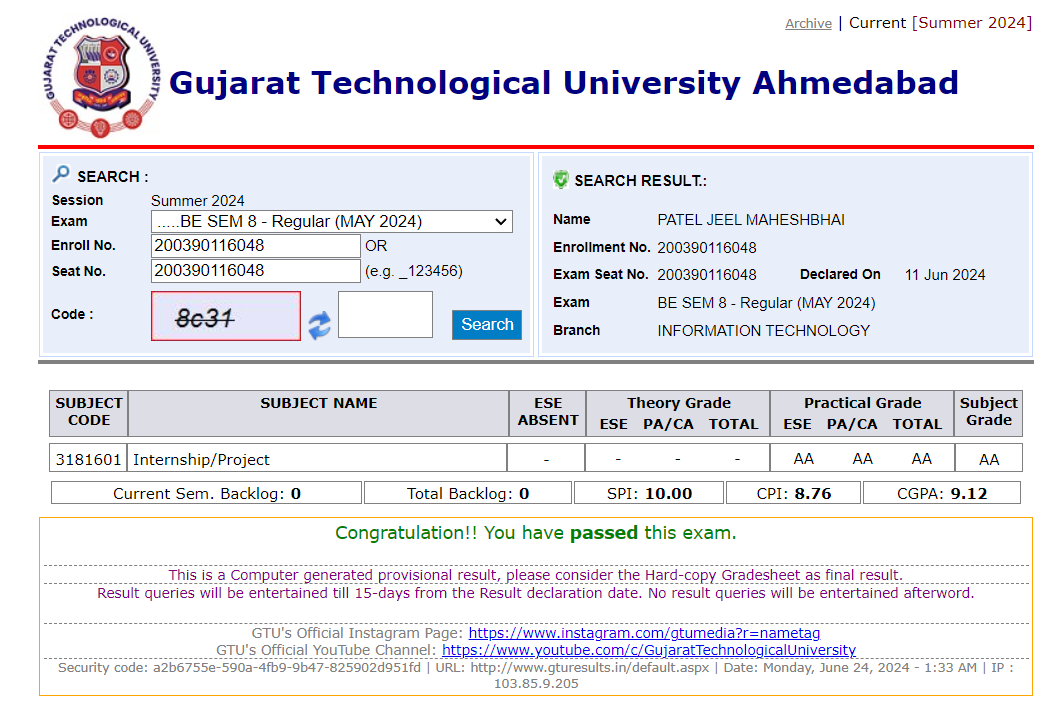 Archive | Current [Summer 2024]
GUJARAT TECHNOLOGICAL UNIVERSITY
Gujarat Technological University Ahmedabad
SEARCH :
Session Summer 2024
Exam .....BE SEM 8 - Regular (MAY 2024)
Enroll No. 200390116048 OR
Seat No. 200390116048 (e.g. _123456)
Code : 8c31 Search
SEARCH RESULT.:
Name PATEL JEEL MAHESHBHAI
Enrollment No. 200390116048
Exam Seat No. 200390116048 Declared On 11 Jun 2024
Exam BE SEM 8 - Regular (MAY 2024)
Branch INFORMATION TECHNOLOGY
SUBJECT CODE SUBJECT NAME ESE ABSENT Theory Grade Practical Grade Subject Grade
ESE PA/CA TOTAL ESE PA/CA TOTAL
3181601 Internship/Project - - - - AA AA AA AA
Current Sem. Backlog: 0 Total Backlog: 0 SPI: 10.00 CPI: 8.76 CGPA: 9.12
Congratulation!! You have passed this exam.
This is a Computer generated provisional result, please consider the Hard-copy Gradesheet as final result.
Result queries will be entertained till 15-days from the Result declaration date. No result queries will be entertained afterword.
GTU's Official Instagram Page: https://www.instagram.com/gtumedia?r=nametag
GTU's Official YouTube Channel: https://www.youtube.com/c/GujaratTechnologicalUniversity
Security code: a2b6755e-590a-4fb9-9b47-825902d951fd | URL: http://www.gturesults.in/default.aspx | Date: Monday, June 24, 2024 - 1:33 AM | IP :
103.85.9.205